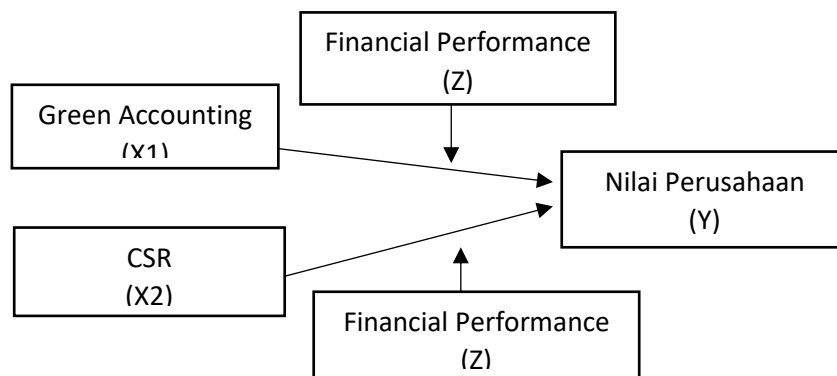 Financial Performance
(Z)
Green Accounting
(X1)
Nilai Perusahaan
(Y)
CSR
(X2)
Financial Performance
(Z)